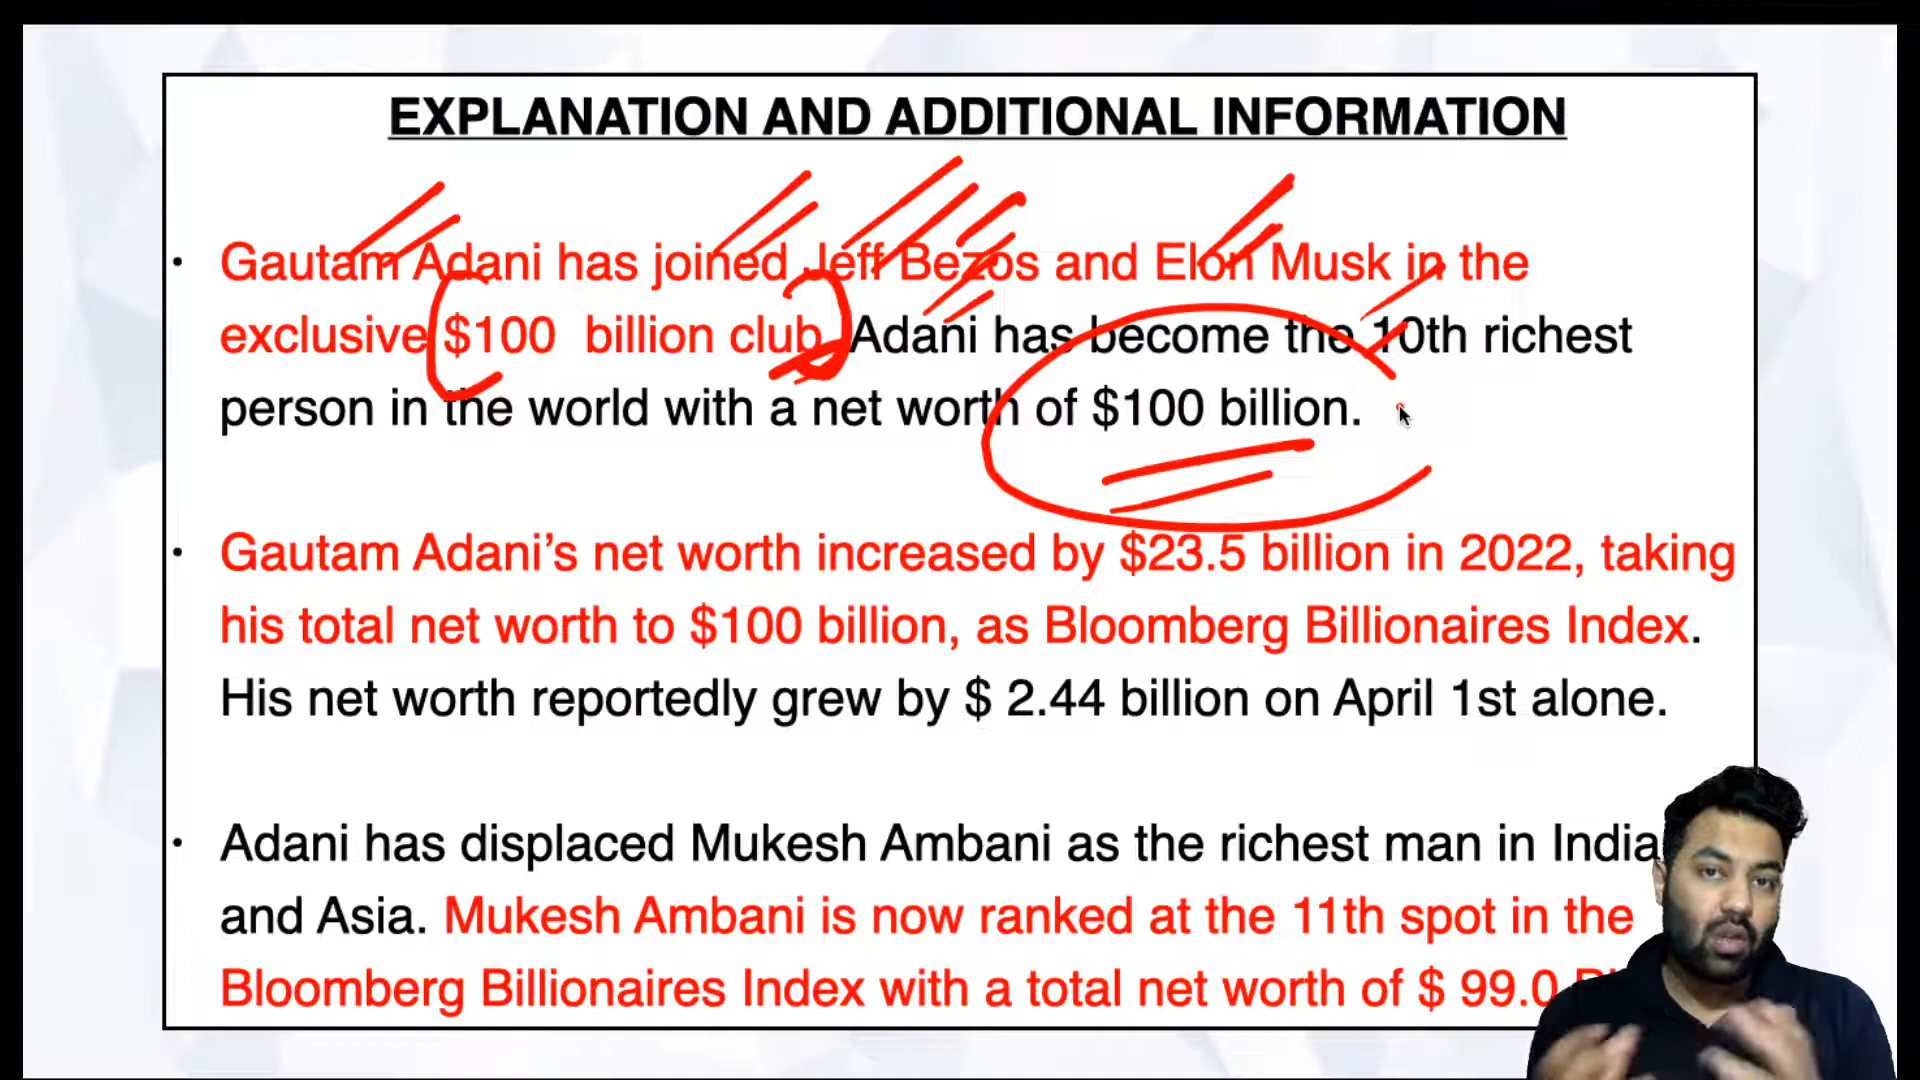 EXPLANATION AND ADDITIONAL INFORMATION
• Gautam Adani has joined Jeff Bezos and Elon Musk in the
exclusive $100 billion club. Adani has become the 10th richest
person in the world with a net worth of $100 billion.
• Gautam Adani’s net worth increased by $23.5 billion in 2022, taking
his total net worth to $100 billion, as Bloomberg Billionaires Index.
His net worth reportedly grew by $ 2.44 billion on April 1st alone.
• Adani has displaced Mukesh Ambani as the richest man in India
and Asia. Mukesh Ambani is now ranked at the 11th spot in the
Bloomberg Billionaires Index with a total net worth of $ 99.0